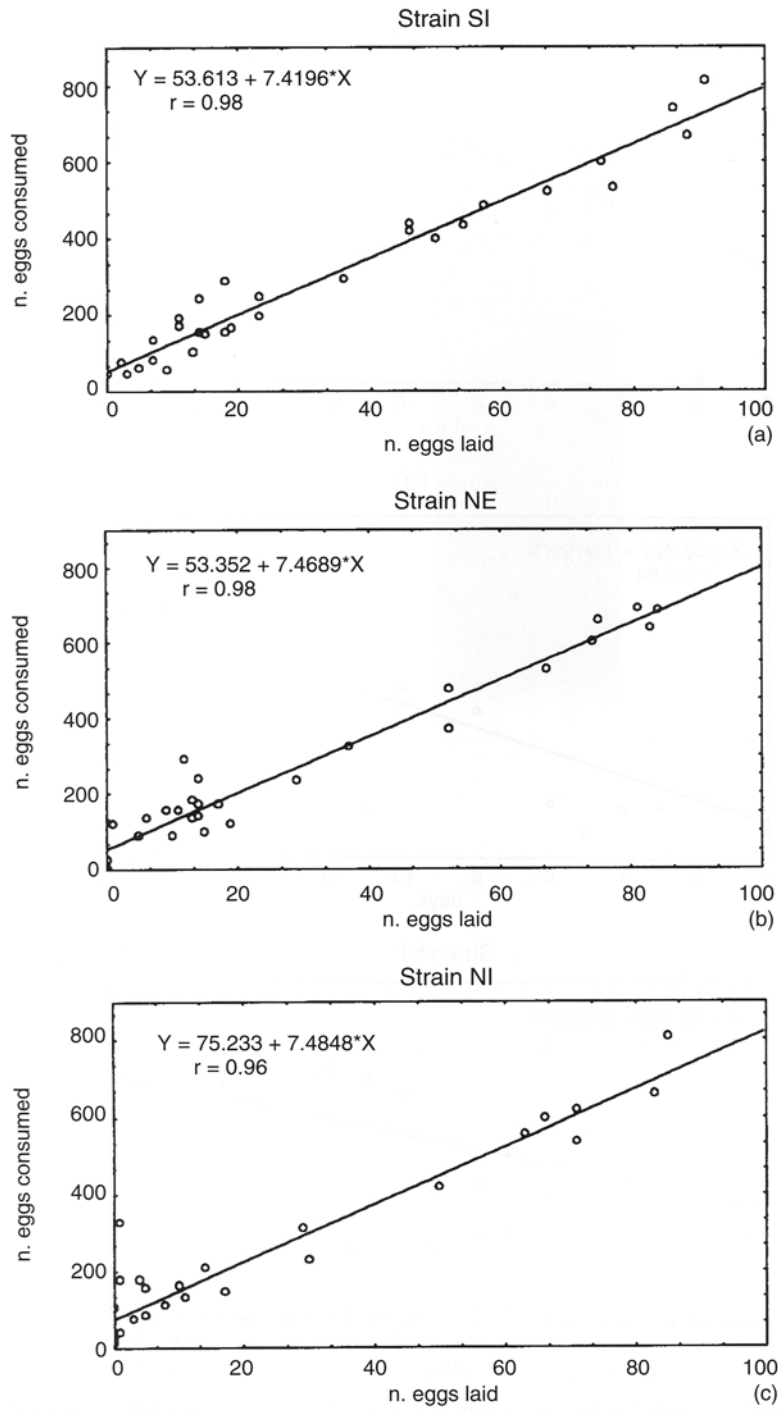 Strain SI
Y = 53.613 + 7.4196*X
r = 0.98
n. eggs consumed
800
600
400
200
0
0 20 40 60 80 100
n. eggs laid
(a)
Strain NE
Y = 53.352 + 7.4689*X
r = 0.98
n. eggs consumed
800
600
400
200
0
0 20 40 60 80 100
n. eggs laid
(b)
Strain NI
Y = 75.233 + 7.4848*X
r = 0.96
n. eggs consumed
800
600
400
200
0
0 20 40 60 80 100
n. eggs laid
(c)